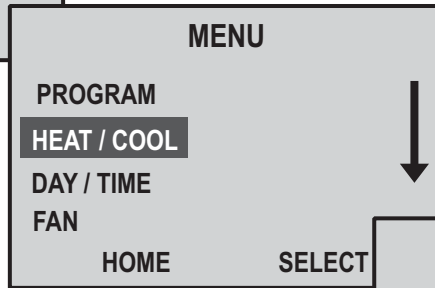 MENU
PROGRAM
HEAT / COOL
DAY / TIME
FAN
HOME SELECT